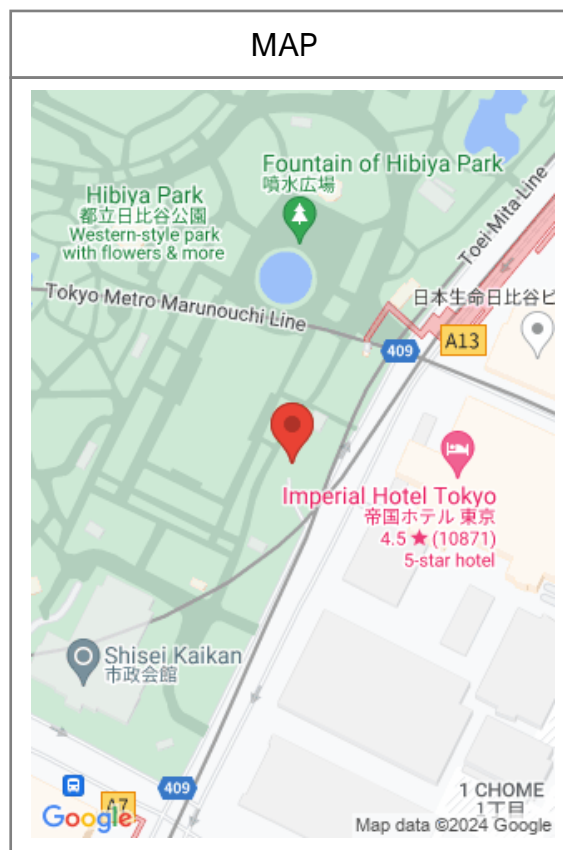 MAP
Fountain of Hibiya Park
噴水広場
Hibiya Park
都立日比谷公園
Western-style park
with flowers & more
Toei Mita Line
Tokyo Metro Marunouchi Line
日本生命日比谷ビ
A13
409
Imperial Hotel Tokyo
帝国ホテル 東京
4.5 ★ (10871)
5-star hotel
Shisei Kaikan
市政会館
409
A7
1 CHOME
1丁目
Google
Map data ©2024 Google